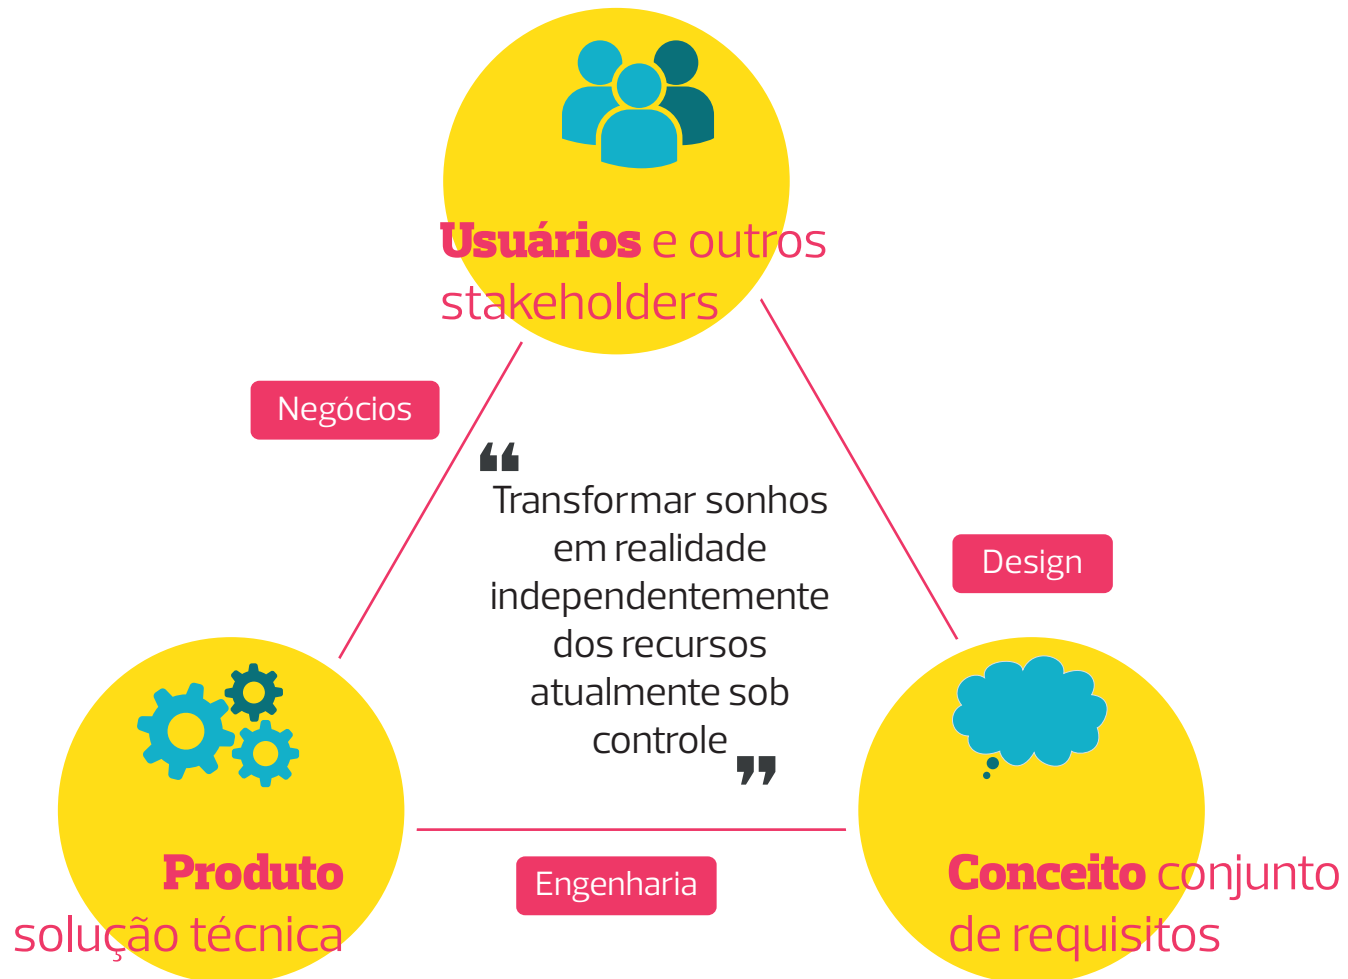 Usuários e outros
stakeholders
Negócios
“
Transformar sonhos
em realidade
independentemente
dos recursos
atualmente sob
controle
”
Design
Produto
solução técnica
Engenharia
Conceito conjunto
de requisitos